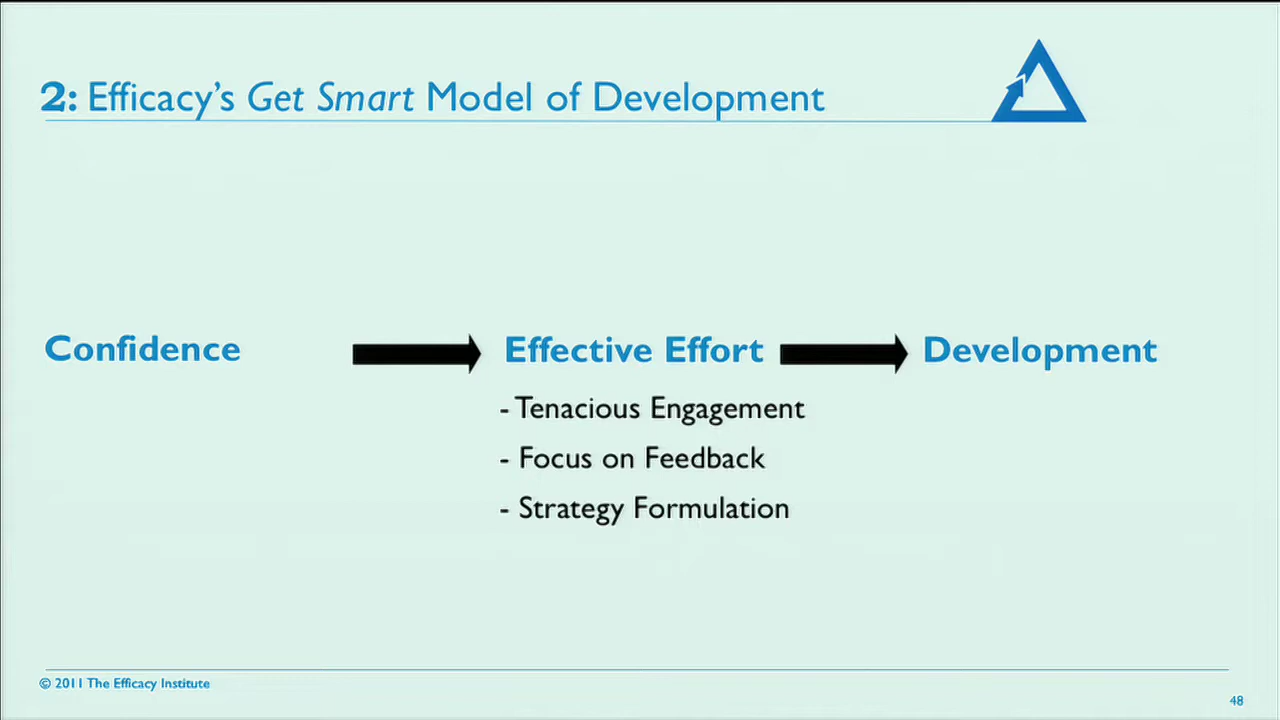 2: Efficacy's Get Smart Model of Development
Confidence
Effective Effort
Development
- Tenacious Engagement
- Focus on Feedback
- Strategy Formulation
© 2011 The Efficacy Institute
48